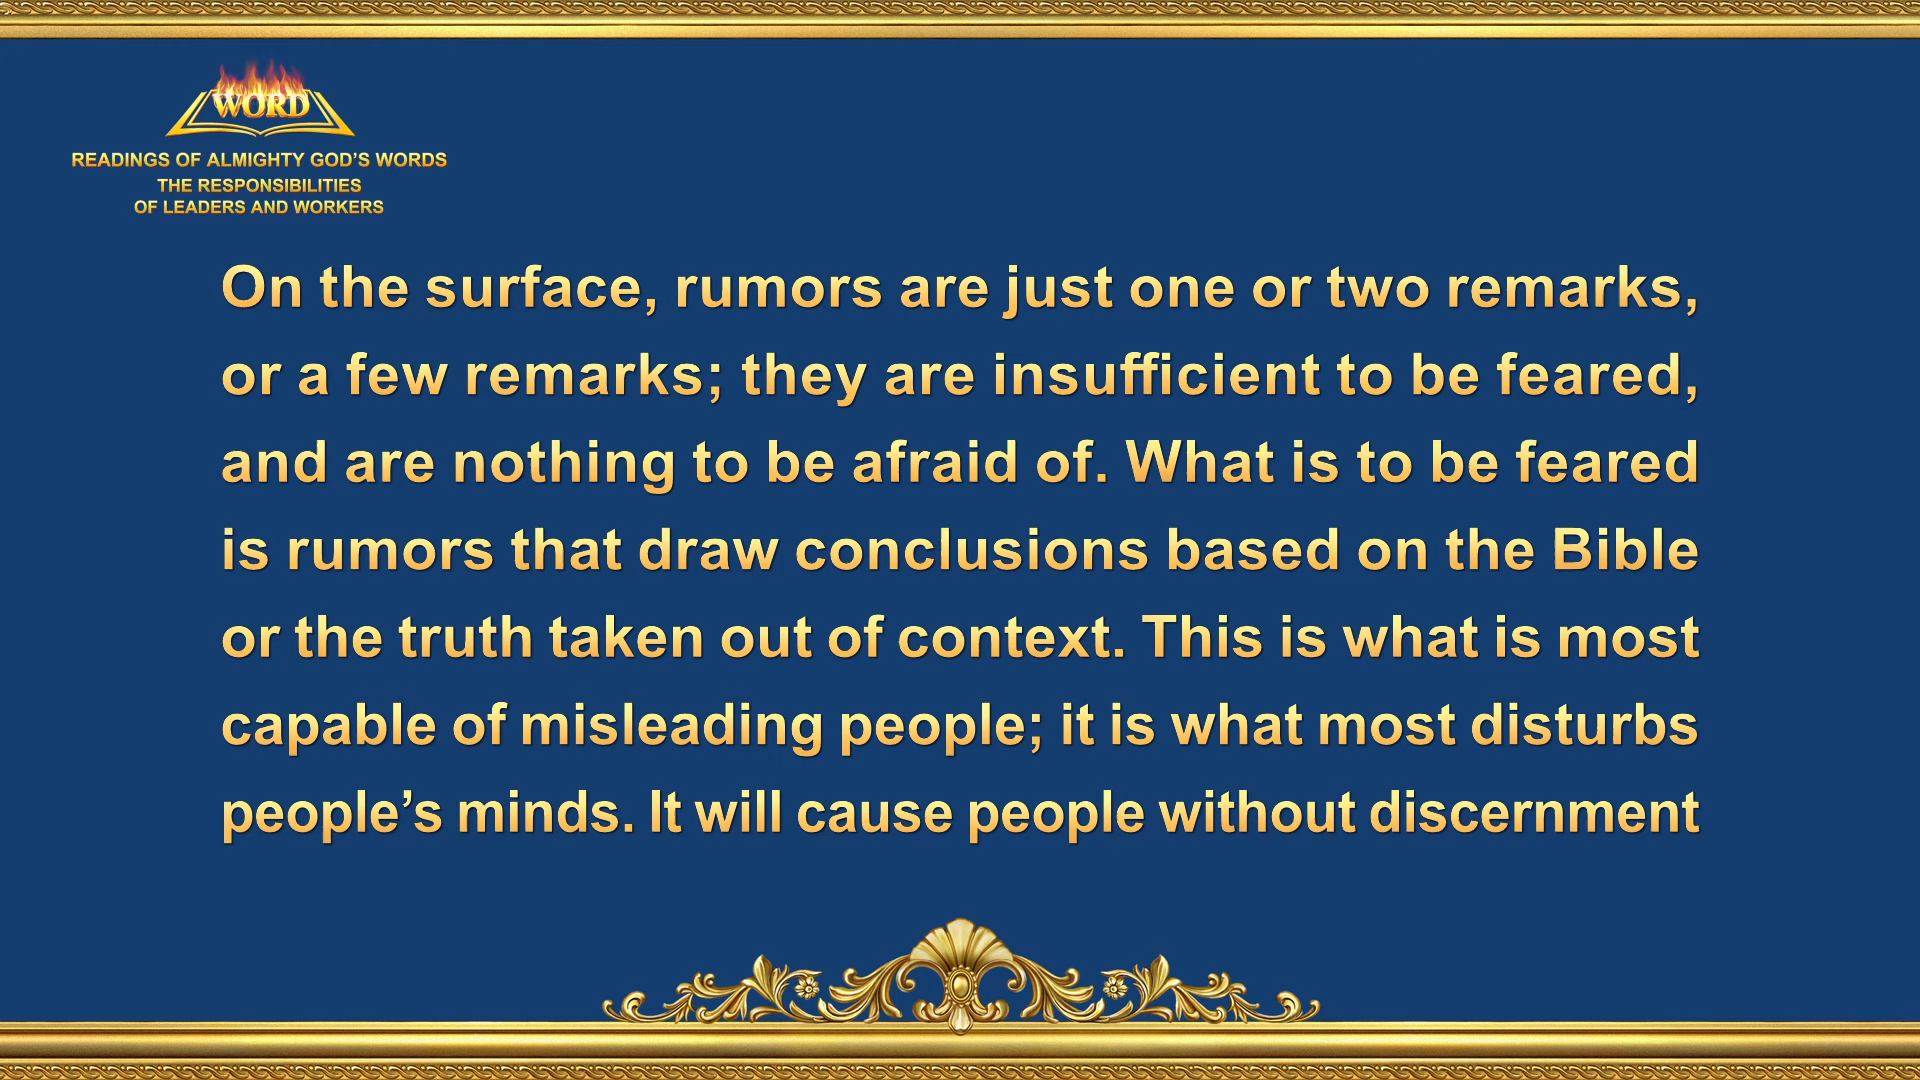 WORD
READINGS OF ALMIGHTY GOD’S WORDS
THE RESPONSIBILITIES
OF LEADERS AND WORKERS
On the surface, rumors are just one or two remarks,
or a few remarks; they are insufficient to be feared,
and are nothing to be afraid of. What is to be feared
is rumors that draw conclusions based on the Bible
or the truth taken out of context. This is what is most
capable of misleading people; it is what most disturbs
people’s minds. It will cause people without discernment